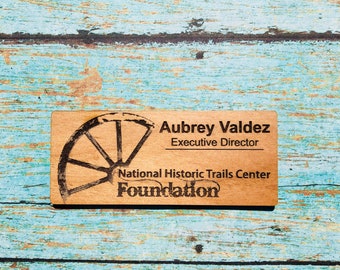 Aubrey Valdez
Executive Director
National Historic Trails Center
Foundation